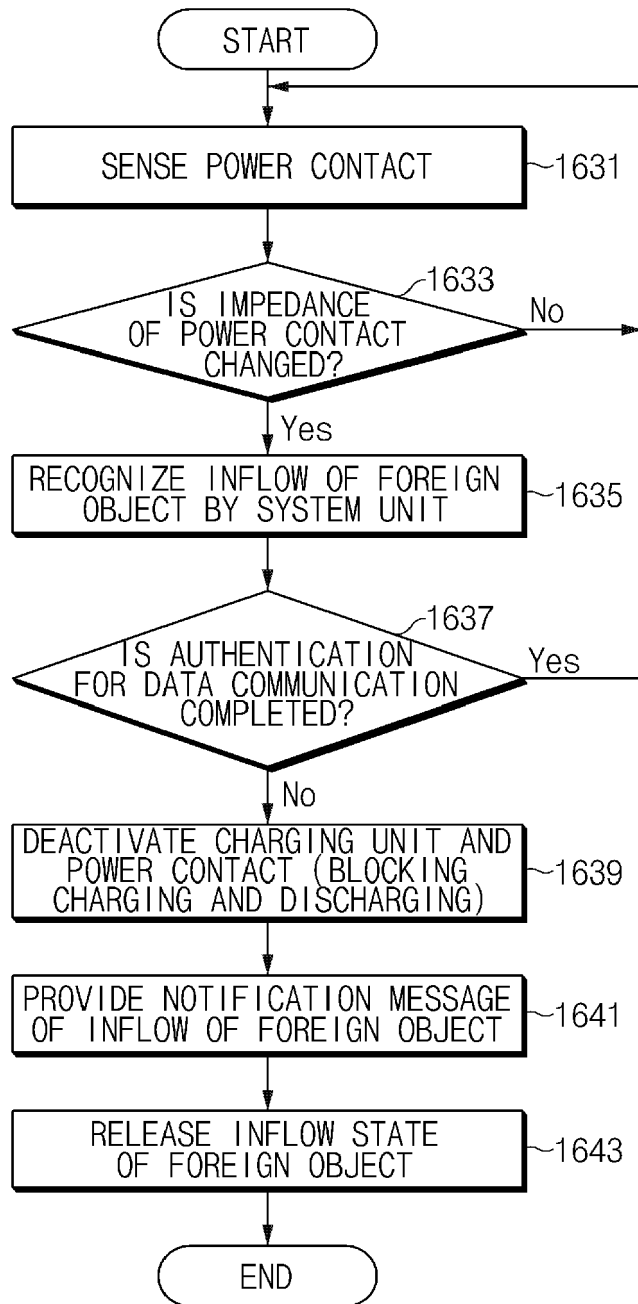 START
SENSE POWER CONTACT
1631
1633
IS IMPEDANCE
OF POWER CONTACT
CHANGED?
No
Yes
RECOGNIZE INFLOW OF FOREIGN
OBJECT BY SYSTEM UNIT
1635
1637
IS AUTHENTICATION
FOR DATA COMMUNICATION
COMPLETED?
Yes
No
DEACTIVATE CHARGING UNIT AND
POWER CONTACT (BLOCKING
CHARGING AND DISCHARGING)
1639
PROVIDE NOTIFICATION MESSAGE
OF INFLOW OF FOREIGN OBJECT
1641
RELEASE INFLOW STATE
OF FOREIGN OBJECT
1643
END